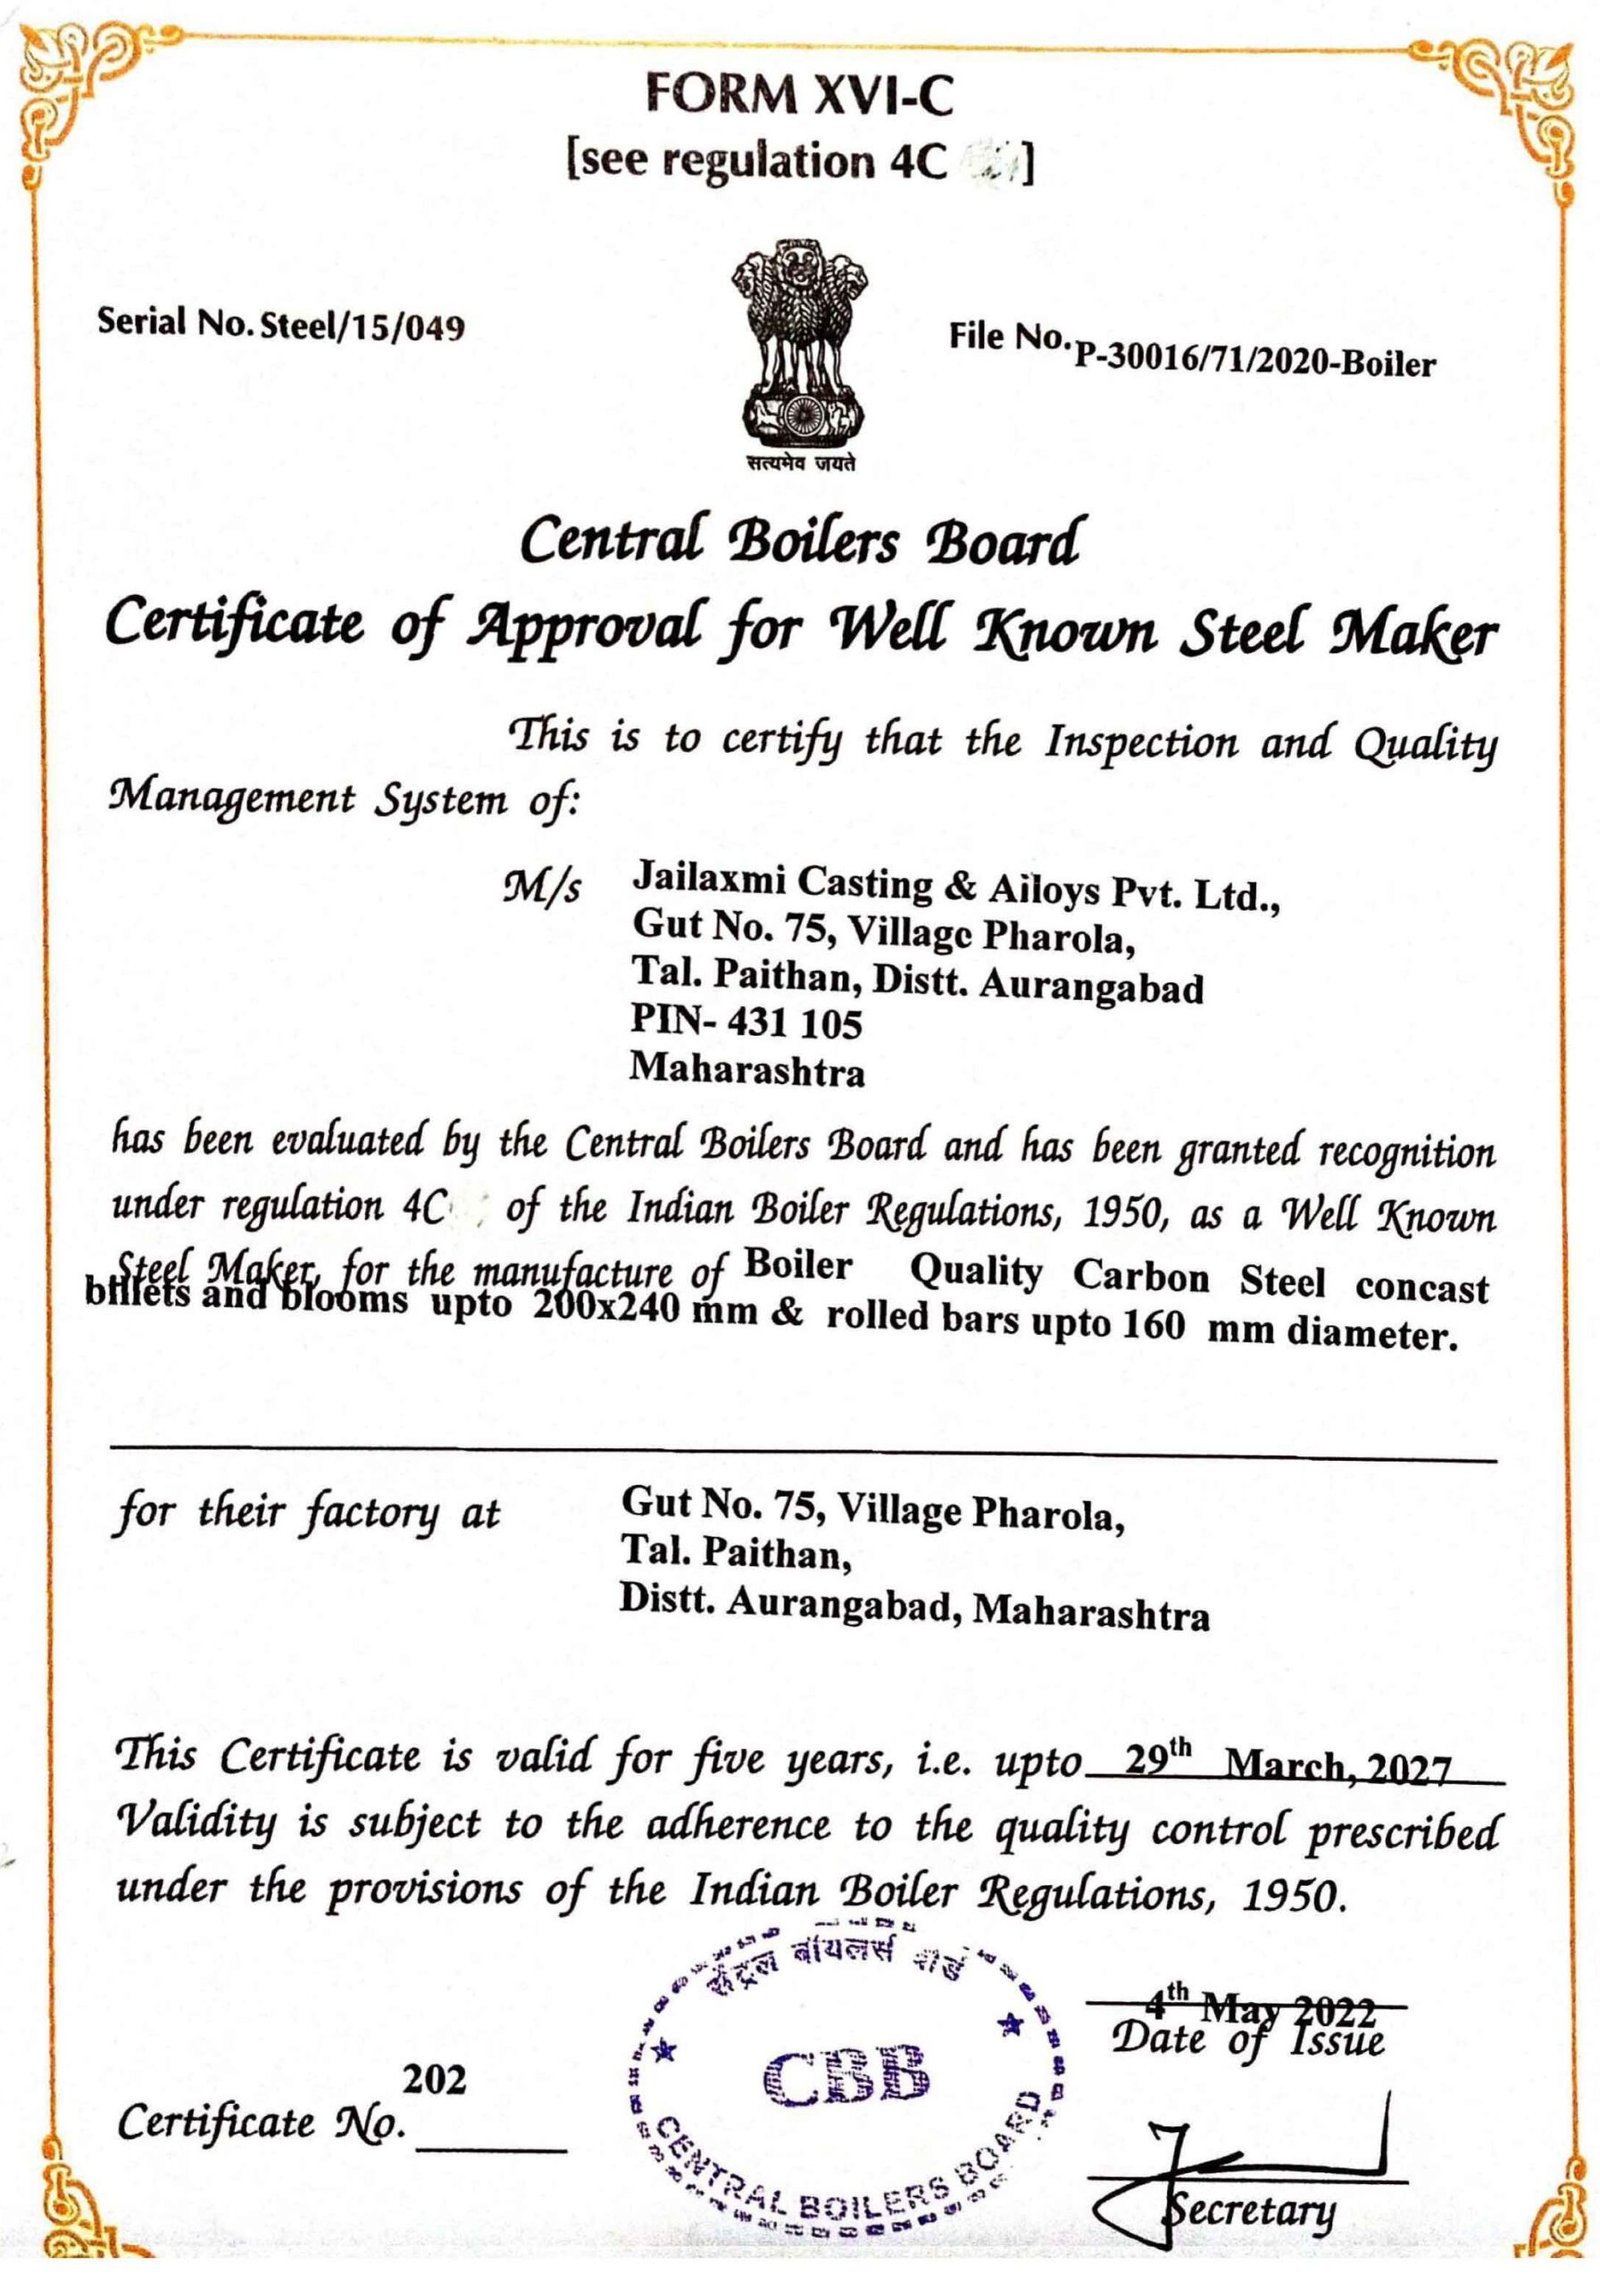 FORM XVI-C
[see regulation 4C ]
Serial No. Steel/15/049
File No. P-30016/71/2020-Boiler
सत्यमेव जयते
Central Boilers Board
Certificate of Approval for Well Known Steel Maker
This is to certify that the Inspection and Quality
Management System of:
M/s Jailaxmi Casting & Ailoys Pvt. Ltd.,
Gut No. 75, Village Pharola,
Tal. Paithan, Distt. Aurangabad
PIN- 431 105
Maharashtra
has been evaluated by the Central Boilers Board and has been granted recognition
under regulation 4C of the Indian Boiler Regulations, 1950, as a Well Known
Steel Maker, for the manufacture of Boiler Quality Carbon Steel concast
billets and blooms upto 200x240 mm & rolled bars upto 160 mm diameter.
for their factory at Gut No. 75, Village Pharola,
Tal. Paithan,
Distt. Aurangabad, Maharashtra
This Certificate is valid for five years, i.e. upto 29th March, 2027
Validity is subject to the adherence to the quality control prescribed
under the provisions of the Indian Boiler Regulations, 1950.
सेंट्रल बॉयलर्स बोर्ड
CBB
CENTRAL BOILERS BOARD
4th May 2022
Date of Issue
202
Certificate No.
Secretary